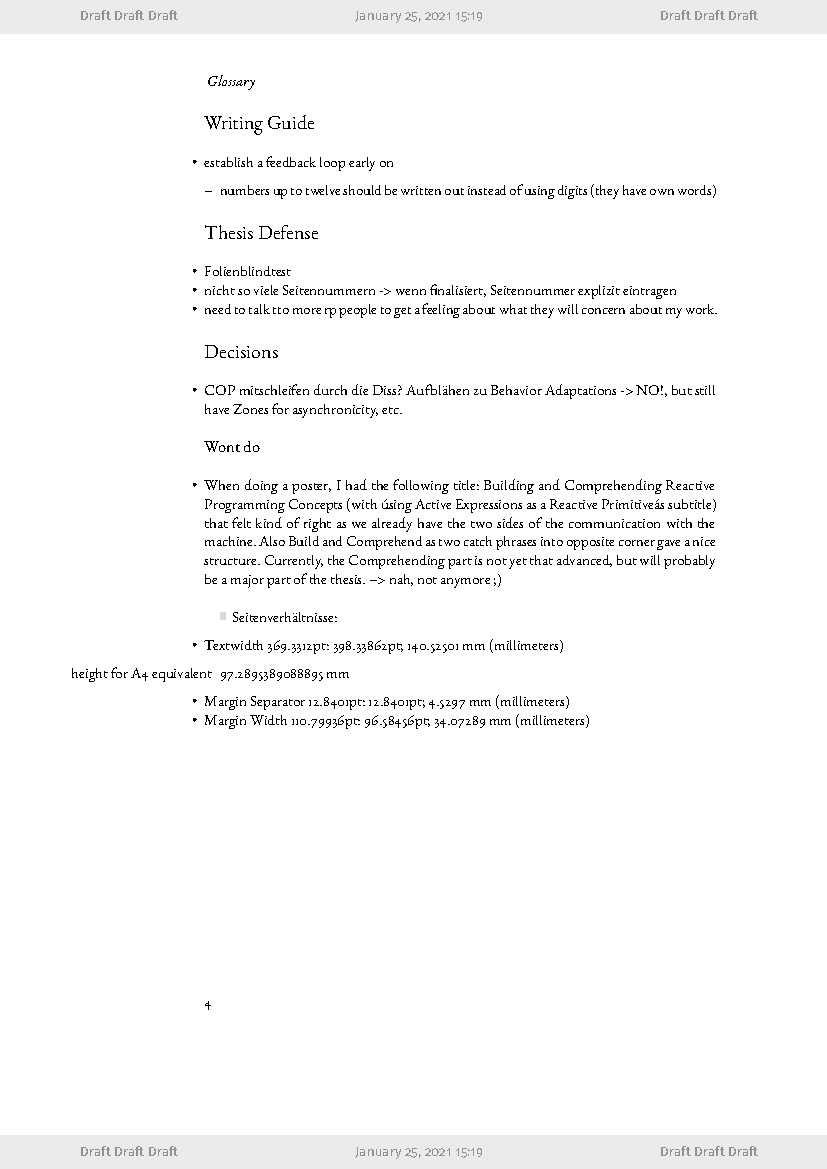 Draft Draft Draft January 25, 2021 15:19 Draft Draft Draft
Glossary
Writing Guide
• establish a feedback loop early on
– numbers up to twelve should be written out instead of using digits (they have own words)
Thesis Defense
• Folienblindtest
• nicht so viele Seitennummern -> wenn finalisiert, Seitennummer explizit eintragen
• need to talk tto more rp people to get a feeling about what they will concern about my work.
Decisions
• COP mitschleifen durch die Diss? Aufblähen zu Behavior Adaptations -> NO!, but still
have Zones for asynchronicity, etc.
Wont do
• When doing a poster, I had the following title: Building and Comprehending Reactive
Programming Concepts (with úsing Active Expressions as a Reactive Primitiveás subtitle)
that felt kind of right as we already have the two sides of the communication with the
machine. Also Build and Comprehend as two catch phrases into opposite corner gave a nice
structure. Currently, the Comprehending part is not yet that advanced, but will probably
be a major part of the thesis. –> nah, not anymore ;)
Seitenverhältnisse:
• Textwidth 369.3312pt: 398.33862pt; 140.52501 mm (millimeters)
height for A4 equivalent 97.2895389088895 mm
• Margin Separator 12.8401pt: 12.8401pt; 4.5297 mm (millimeters)
• Margin Width 110.79936pt: 96.58456pt; 34.07289 mm (millimeters)
4
Draft Draft Draft January 25, 2021 15:19 Draft Draft Draft